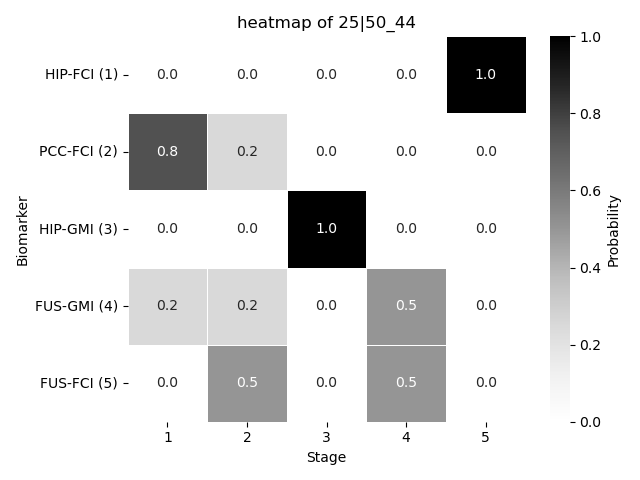 heatmap of 25|50_44
HIP-FCI (1) 0.0 0.0 0.0 0.0 1.0
PCC-FCI (2) 0.8 0.2 0.0 0.0 0.0
HIP-GMI (3) 0.0 0.0 1.0 0.0 0.0
FUS-GMI (4) 0.2 0.2 0.0 0.5 0.0
FUS-FCI (5) 0.0 0.5 0.0 0.5 0.0
1 2 3 4 5
Stage
Biomarker
1.0
0.8
0.6
0.4
0.2
0.0
Probability